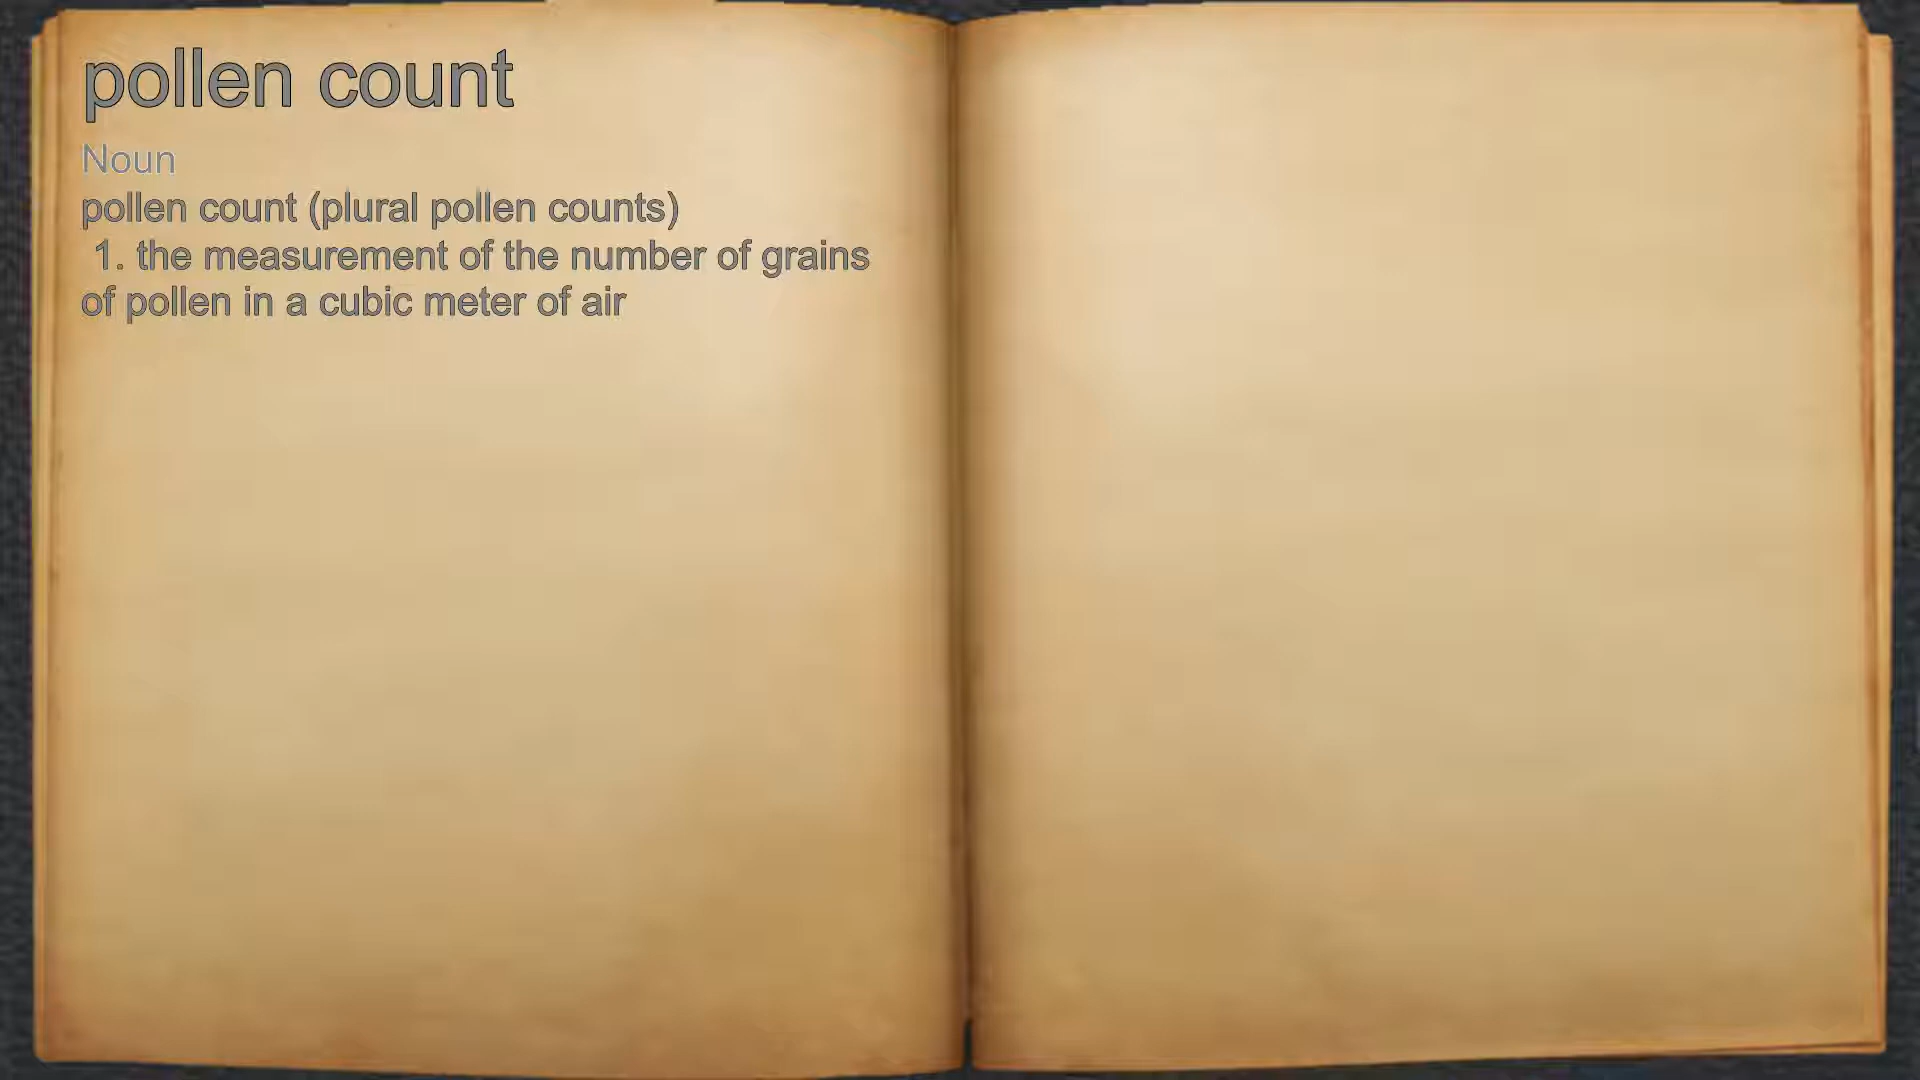 pollen count
Noun
pollen count (plural pollen counts)
1. the measurement of the number of grains
of pollen in a cubic meter of air